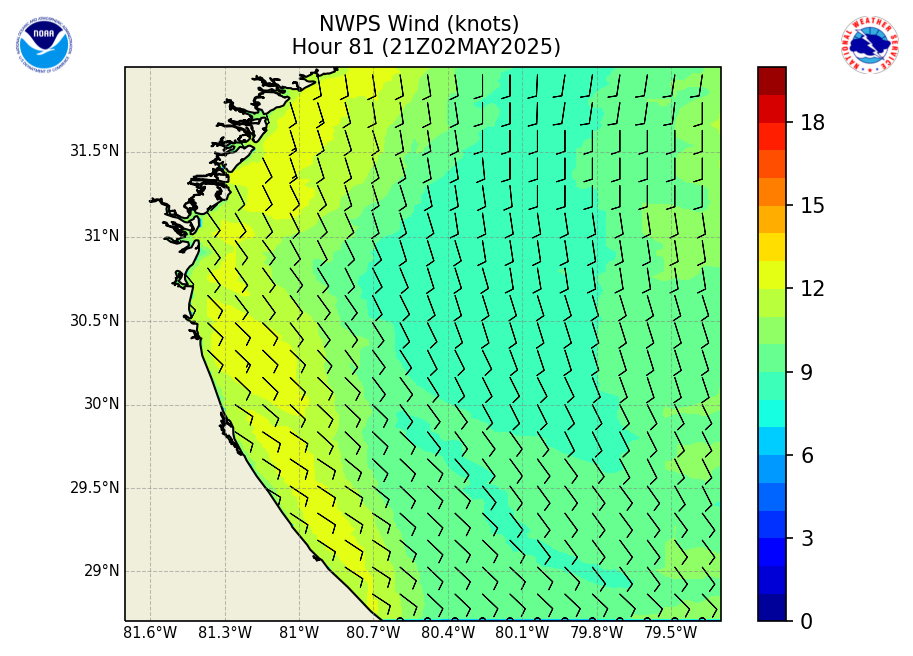 NWPS Wind (knots)
Hour 81 (21Z02MAY2025)
NOAA
NATIONAL WEATHER SERVICE
31.5°N
31°N
30.5°N
30°N
29.5°N
29°N
81.6°W 81.3°W 81°W 80.7°W 80.4°W 80.1°W 79.8°W 79.5°W
18
15
12
9
6
3
0